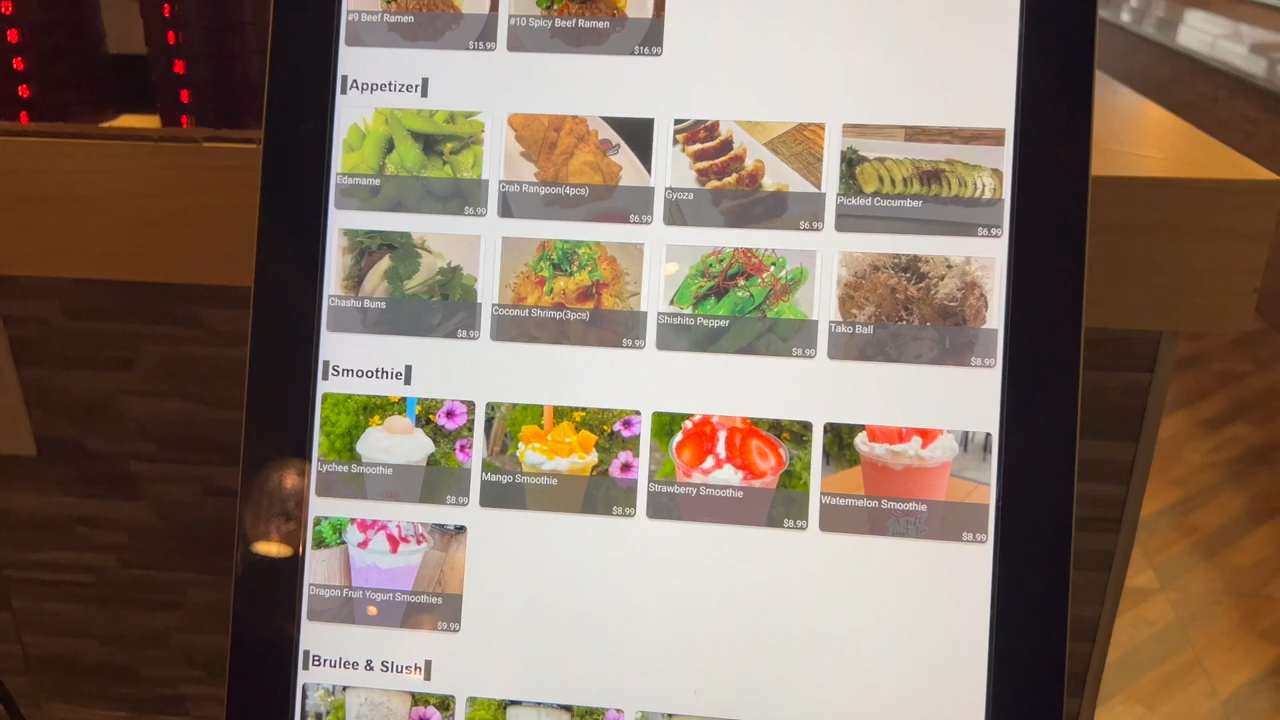 #9 Beef Ramen
$15.99
#10 Spicy Beef Ramen
$16.99
Appetizer
Edamame
$6.99
Crab Rangoon(4pcs)
$6.99
Gyoza
$6.99
Pickled Cucumber
$6.99
Chashu Buns
$8.99
Coconut Shrimp(3pcs)
$9.99
Shishito Pepper
$8.99
Tako Ball
$8.99
Smoothie
Lychee Smoothie
$8.99
Mango Smoothie
$8.99
Strawberry Smoothie
$8.99
Watermelon Smoothie
$8.99
Dragon Fruit Yogurt Smoothies
$9.99
Brulee & Slush